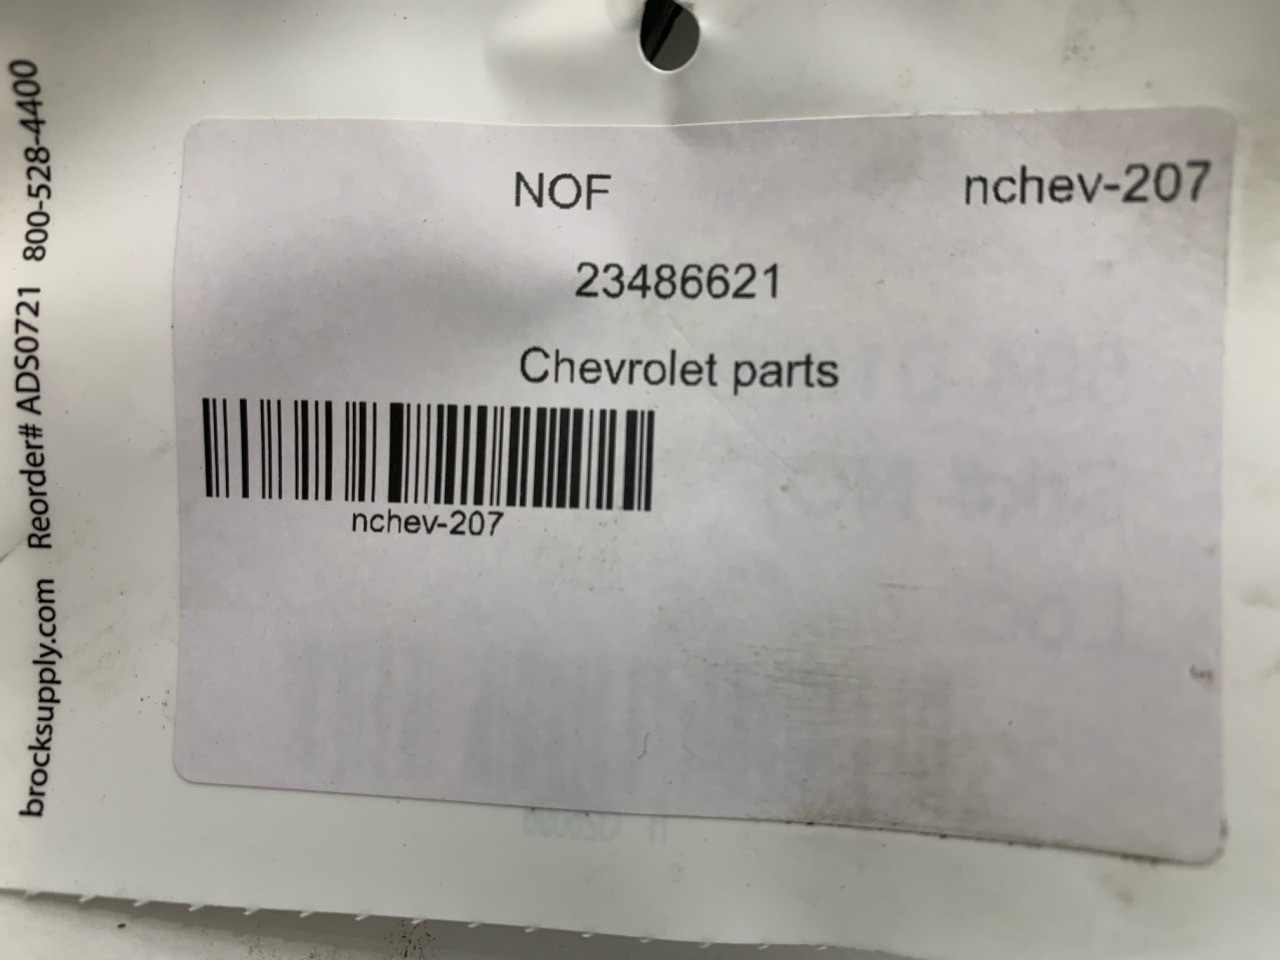 NOF
nchev-207
23486621
Chevrolet parts
nchev-207
brocksupply.com Reorder# ADS0721 800-528-4400